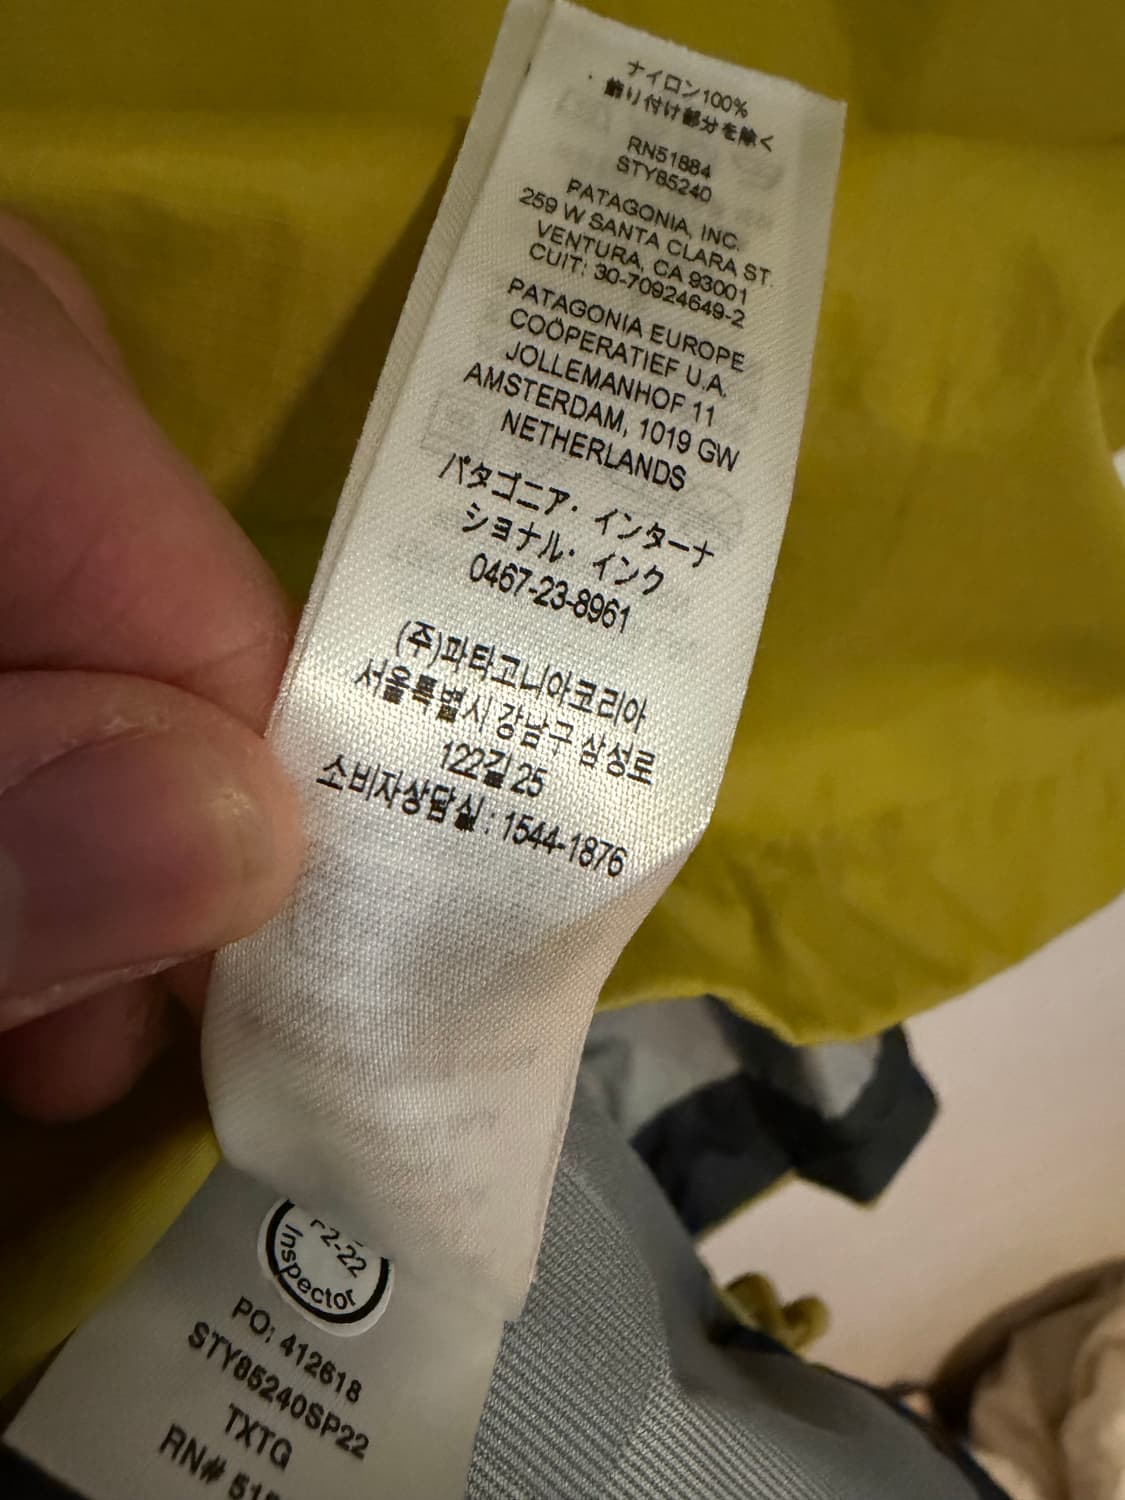 ナイロン100%
飾り付け部分を除く
RN51884
STY85240
PATAGONIA, INC.
259 W SANTA CLARA ST.
VENTURA, CA 93001
CUIT: 30-70924649-2
PATAGONIA EUROPE
COÖPERATIEF U.A.
JOLLEMANHOF 11
AMSTERDAM, 1019 GW
NETHERLANDS
パタゴニア・インターナ
ショナル・インク
0467-23-8961
(주)파타고니아코리아
서울특별시 강남구 삼성로
122길 25
소비자상담실 : 1544-1876
Inspector
PO: 412618
STY85240SP22
TXTG
RN#